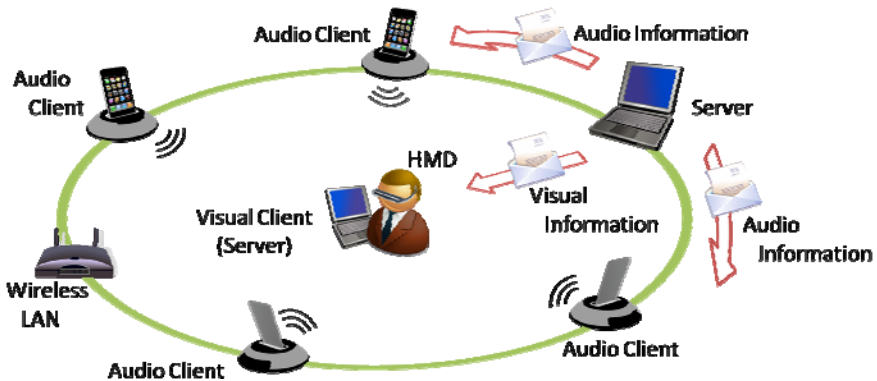 Audio Client
Audio Information
Audio
Client
Server
HMD
Visual Client
(Server)
Visual
Information
Audio
Information
Wireless
LAN
Audio Client
Audio Client